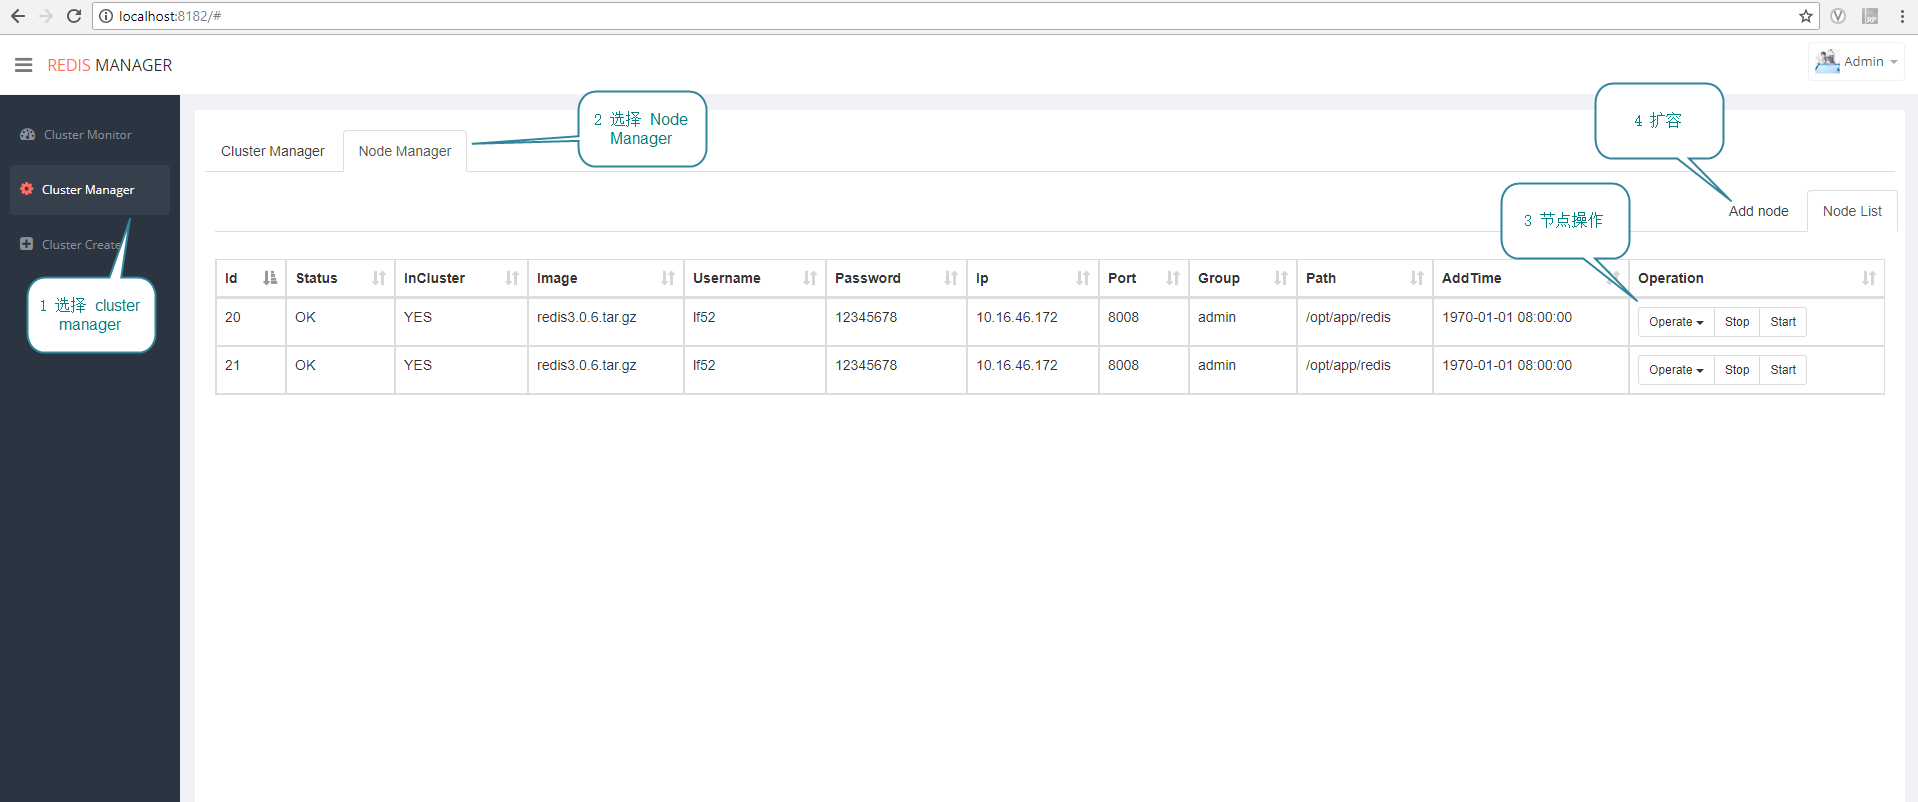 localhost:8182/#
REDIS MANAGER
Admin
Cluster Monitor
Cluster Manager
Cluster Create
1 选择 cluster
manager
Cluster Manager
Node Manager
2 选择 Node
Manager
4 扩容
3 节点操作
Add node
Node List
Id Status InCluster Image Username Password Ip Port Group Path AddTime Operation
20 OK YES redis3.0.6.tar.gz lf52 12345678 10.16.46.172 8008 admin /opt/app/redis 1970-01-01 08:00:00 Operate Stop Start
21 OK YES redis3.0.6.tar.gz lf52 12345678 10.16.46.172 8008 admin /opt/app/redis 1970-01-01 08:00:00 Operate Stop Start